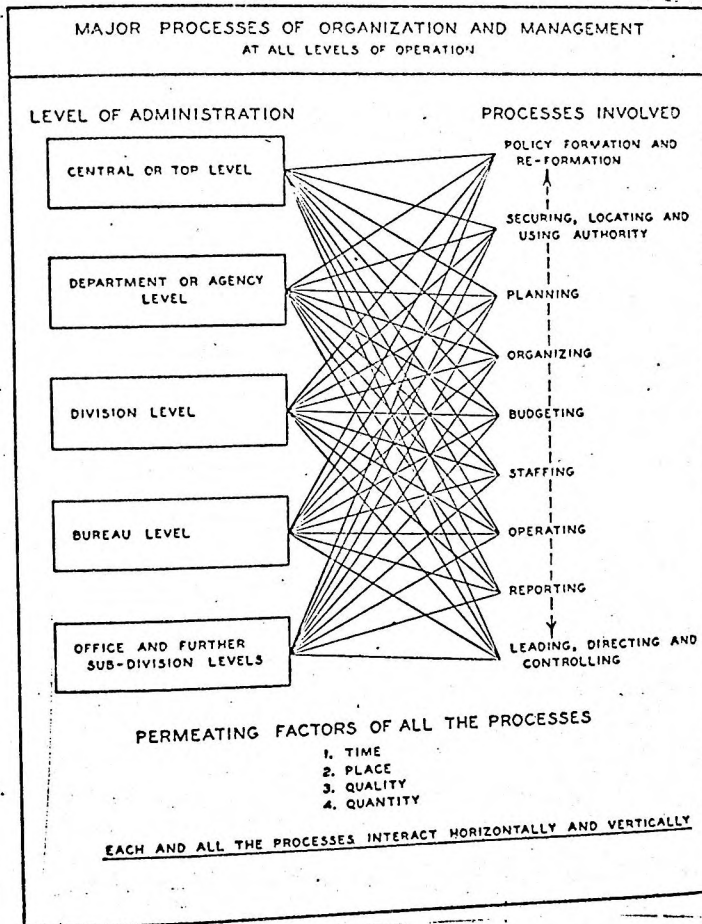 MAJOR PROCESSES OF ORGANIZATION AND MANAGEMENT
AT ALL LEVELS OF OPERATION
LEVEL OF ADMINISTRATION
CENTRAL OR TOP LEVEL
DEPARTMENT OR AGENCY
LEVEL
DIVISION LEVEL
BUREAU LEVEL
OFFICE AND FURTHER
SUB-DIVISION LEVELS
PROCESSES INVOLVED
POLICY FORMATION AND
RE-FORMATION
SECURING, LOCATING AND
USING AUTHORITY
PLANNING
ORGANIZING
BUDGETING
STAFFING
OPERATING
REPORTING
LEADING, DIRECTING AND
CONTROLLING
PERMEATING FACTORS OF ALL THE PROCESSES
1. TIME
2. PLACE
3. QUALITY
4. QUANTITY
EACH AND ALL THE PROCESSES INTERACT HORIZONTALLY AND VERTICALLY